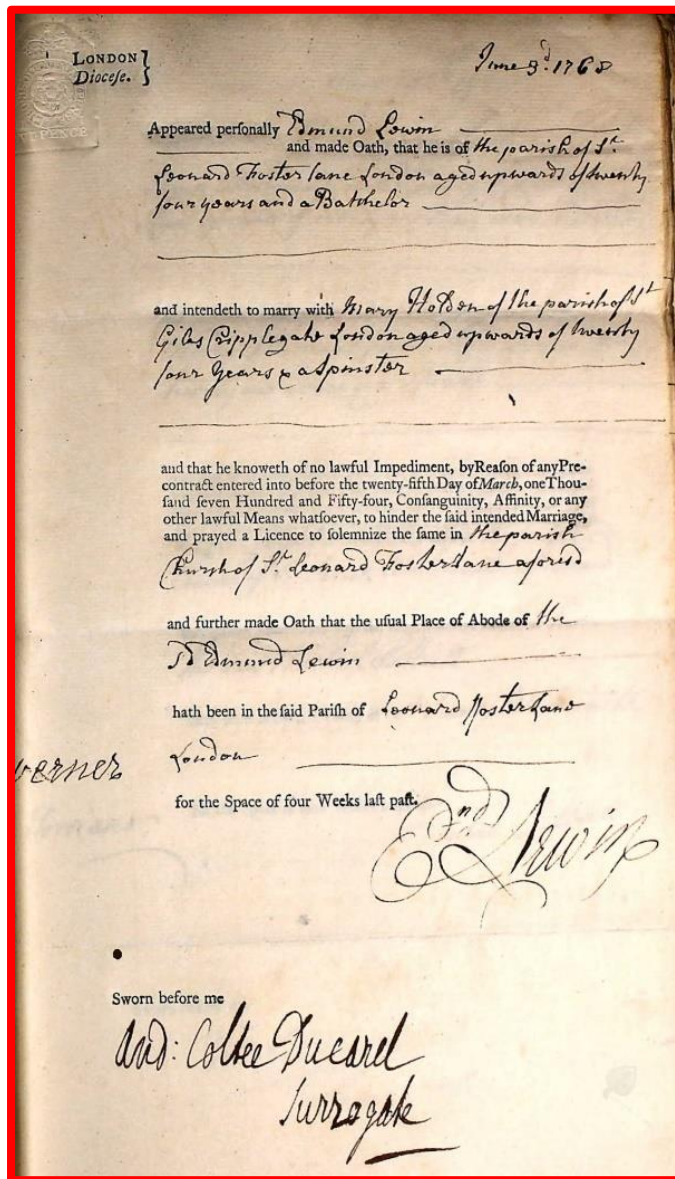 LONDON
Diocese.
June 3d. 1768
Appeared personally Edmund Lewin
and made Oath, that he is of the parish of St.
Leonard Foster lane London aged upwards of twenty
four years and a Batchelor
and intendeth to marry with Mary Holden of the parish of St
Giles Cripplegate London aged upwards of twenty
four Years & a Spinster
and that he knoweth of no lawful Impediment, by Reason of any Pre-
contract entered into before the twenty-fifth Day of March, one Thou-
sand seven Hundred and Fifty-four, Consanguinity, Affinity, or any
other lawful Means whatsoever, to hinder the said intended Marriage,
and prayed a Licence to solemnize the same in the parish
Church of St. Leonard Foster Lane aforesd
and further made Oath that the usual Place of Abode of the
sd Edmund Lewin
hath been in the said Parish of Leonard Foster Lane
verner
London
for the Space of four Weeks last past.
Edmd. Lewin
Sworn before me
And: Coltee Ducarel
Surrogate